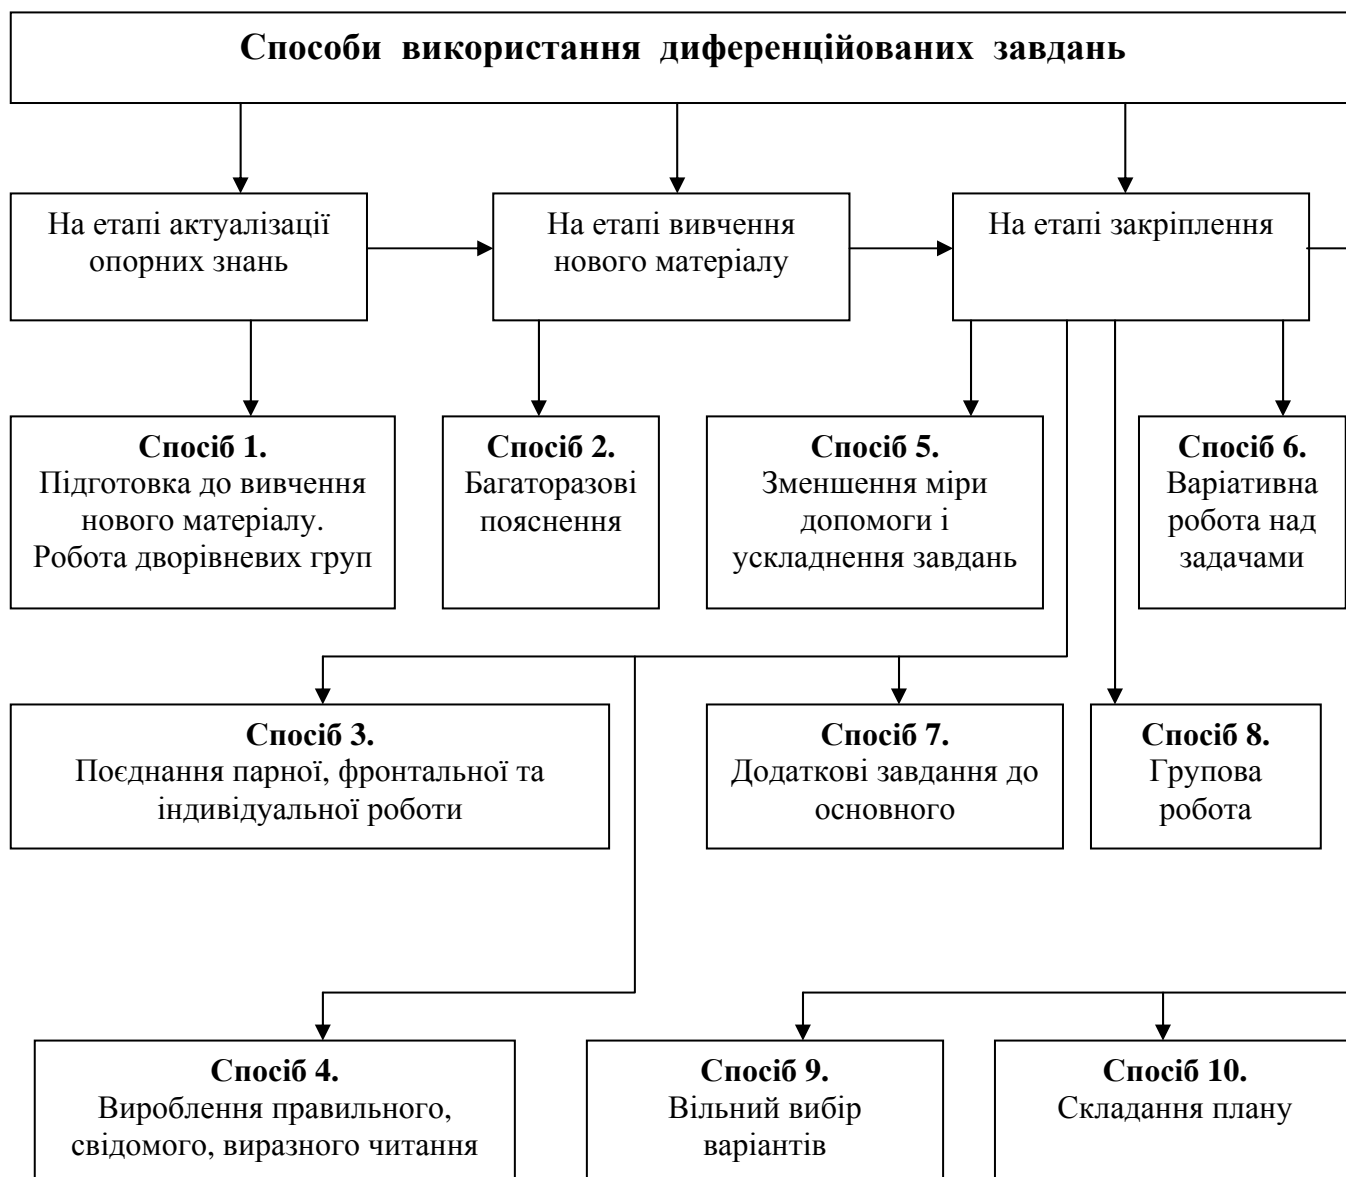 Способи використання диференційованих завдань
На етапі актуалізації
опорних знань
На етапі вивчення
нового матеріалу
На етапі закріплення
Спосіб 1.
Підготовка до вивчення
нового матеріалу.
Робота дворівневих груп
Спосіб 2.
Багаторазові
пояснення
Спосіб 5.
Зменшення міри
допомоги і
ускладнення завдань
Спосіб 6.
Варіативна
робота над
задачами
Спосіб 3.
Поєднання парної, фронтальної та
індивідуальної роботи
Спосіб 7.
Додаткові завдання до
основного
Спосіб 8.
Групова
робота
Спосіб 4.
Вироблення правильного,
свідомого, виразного читання
Спосіб 9.
Вільний вибір
варіантів
Спосіб 10.
Складання плану